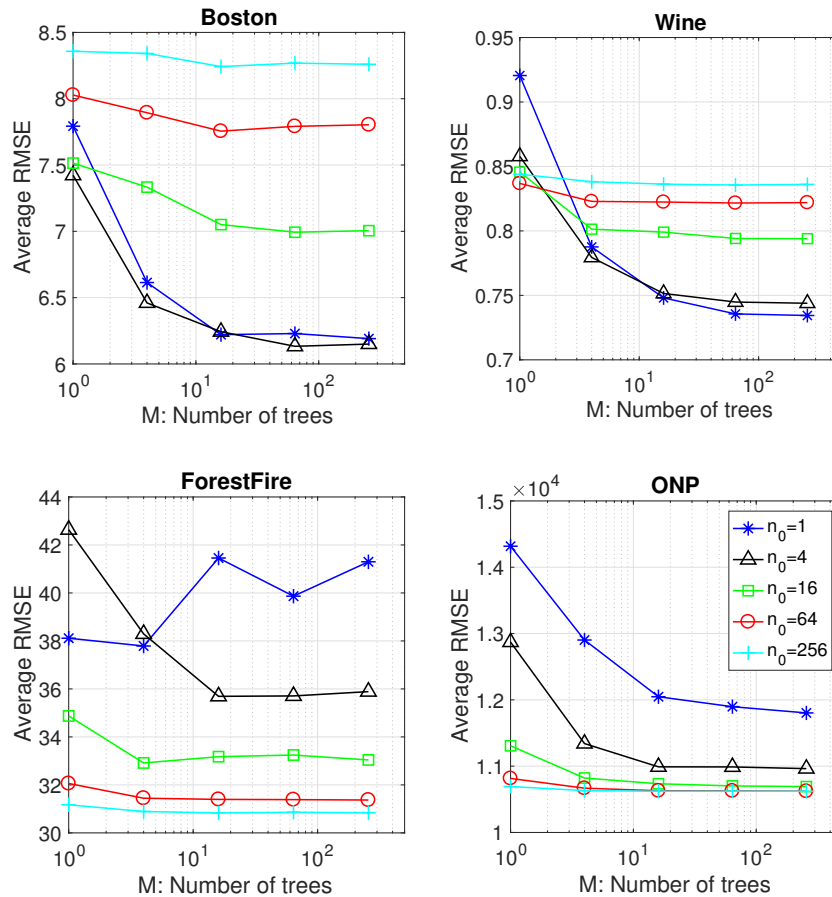 Boston
8.5
8
7.5
7
6.5
6
Average RMSE
10^0 10^1 10^2
M: Number of trees
Wine
0.95
0.9
0.85
0.8
0.75
0.7
Average RMSE
10^0 10^1 10^2
M: Number of trees
ForestFire
44
42
40
38
36
34
32
30
Average RMSE
10^0 10^1 10^2
M: Number of trees
ONP
×10^4
1.5
1.4
1.3
1.2
1.1
1
Average RMSE
10^0 10^1 10^2
M: Number of trees
n_0=1
n_0=4
n_0=16
n_0=64
n_0=256